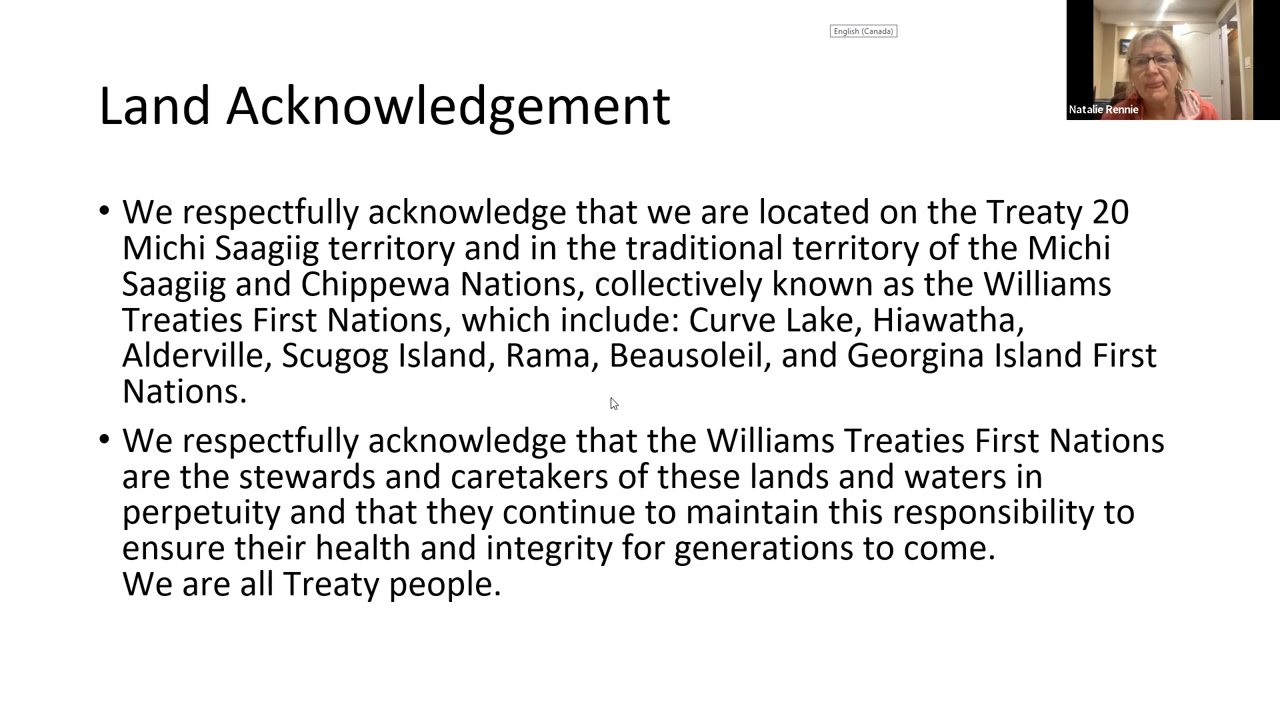 English (Canada)
Natalie Rennie
Land Acknowledgement
• We respectfully acknowledge that we are located on the Treaty 20
Michi Saagiig territory and in the traditional territory of the Michi
Saagiig and Chippewa Nations, collectively known as the Williams
Treaties First Nations, which include: Curve Lake, Hiawatha,
Alderville, Scugog Island, Rama, Beausoleil, and Georgina Island First
Nations.
• We respectfully acknowledge that the Williams Treaties First Nations
are the stewards and caretakers of these lands and waters in
perpetuity and that they continue to maintain this responsibility to
ensure their health and integrity for generations to come.
We are all Treaty people.